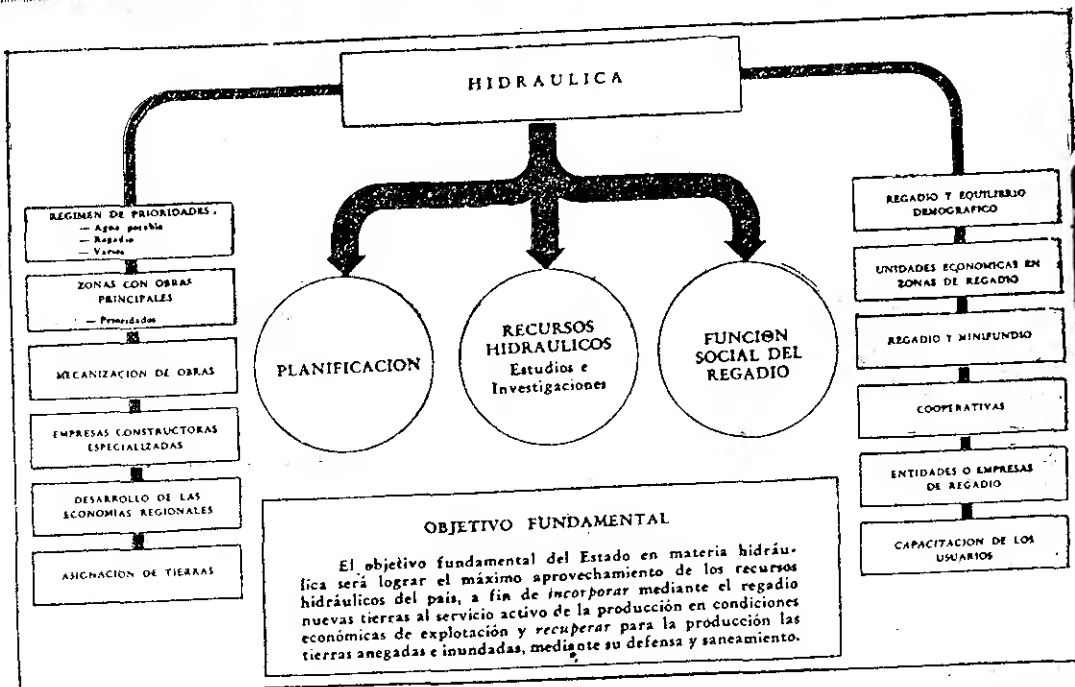 HIDRAULICA
REGIMEN DE PRIORIDADES.
— Agua potable
— Regadio
— Varios
ZONAS CON OBRAS
PRINCIPALES
— Prioridades
MECANIZACION DE OBRAS
EMPRESAS CONSTRUCTORAS
ESPECIALIZADAS
DESARROLLO DE LAS
ECONOMIAS REGIONALES
ASIGNACION DE TIERRAS
PLANIFICACION
RECURSOS
HIDRAULICOS
Estudios e
Investigaciones
FUNCION
SOCIAL DEL
REGADIO
REGADIO Y EQUILIBRIO
DEMOGRAFICO
UNIDADES ECONOMICAS EN
ZONAS DE REGADIO
REGADIO Y MINIFUNDIO
COOPERATIVAS
ENTIDADES O EMPRESAS
DE REGADIO
CAPACITACION DE LOS
USUARIOS
OBJETIVO FUNDAMENTAL
El objetivo fundamental del Estado en materia hidráu-
lica será lograr el máximo aprovechamiento de los recursos
hidráulicos del país, a fin de incorporar mediante el regadio
nuevas tierras al servicio activo de la producción en condiciones
económicas de explotación y recuperar para la producción las
tierras anegadas e inundadas, mediante su defensa y saneamiento.